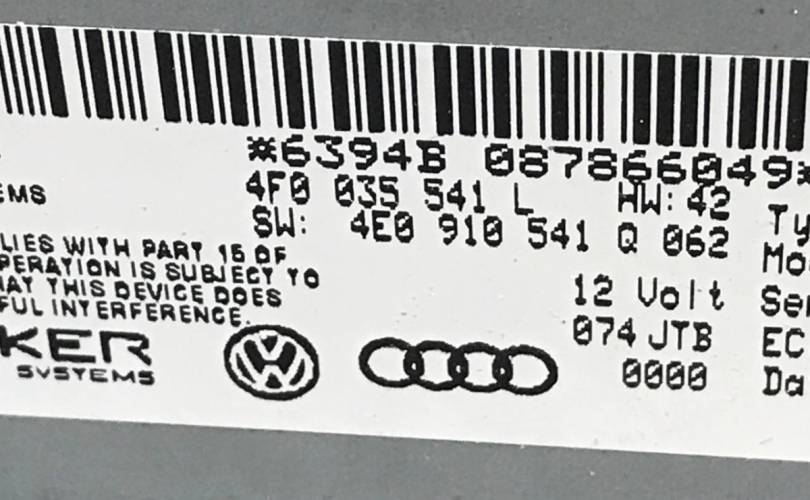 *6394B 087866049*
4F0 035 541 L HW: 42
EMS
SW: 4E0 910 541 Q 062
LIES WITH PART 15 OF
PERATION IS SUBJECT TO
HAT THIS DEVICE DOES
FUL INTERFERENCE.
KER
SYSTEMS
12 Volt
074 JTB
0000
Ty
Mo
Se
EC
Da